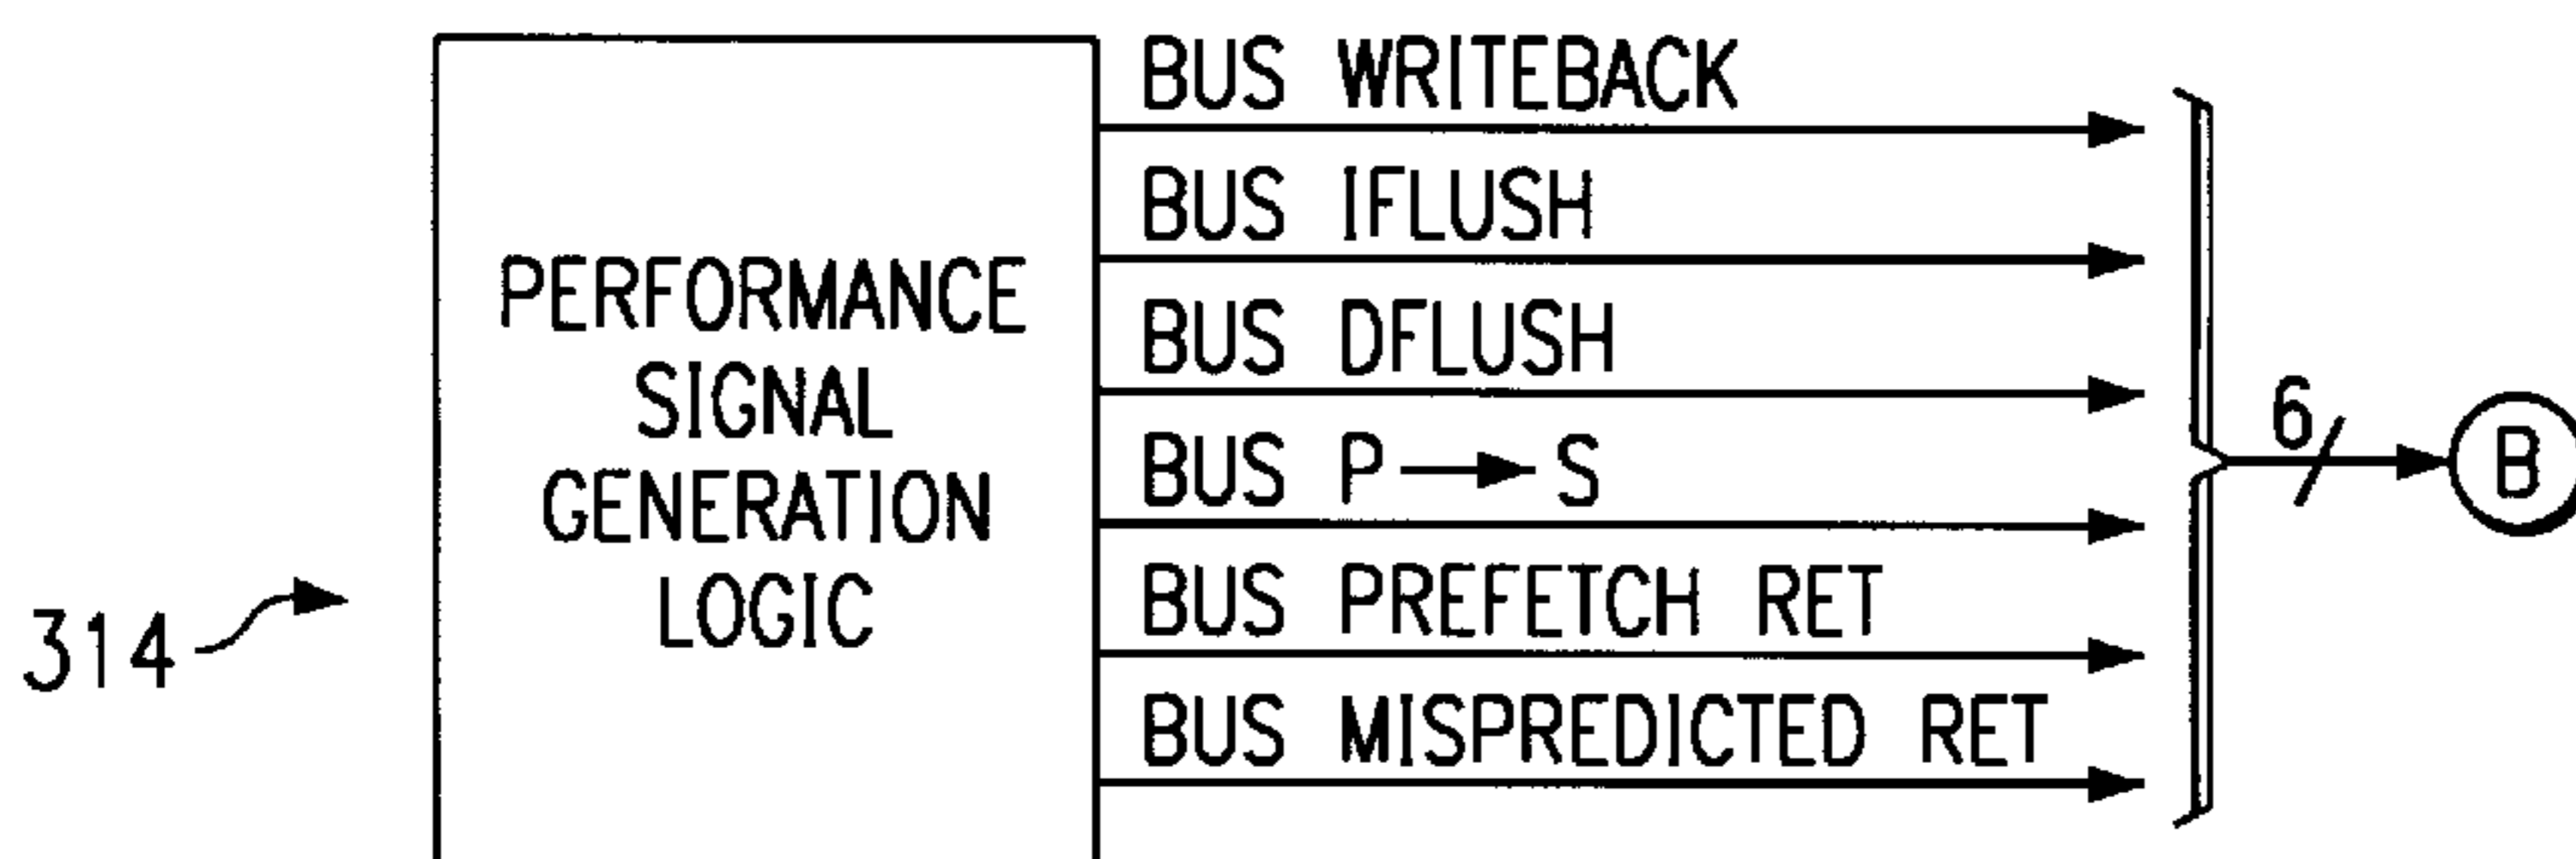 BUS WRITEBACK
BUS IFLUSH
BUS DFLUSH
BUS P → S
BUS PREFETCH RET
BUS MISPREDICTED RET
PERFORMANCE
SIGNAL
GENERATION
LOGIC
314
6
B